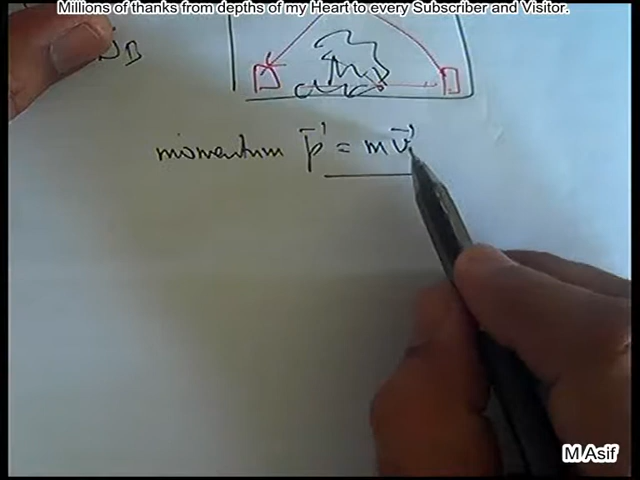 Millions of thanks from depths of my Heart to every Subscriber and Visitor.
momentum p⃗ = mv⃗
M Asif